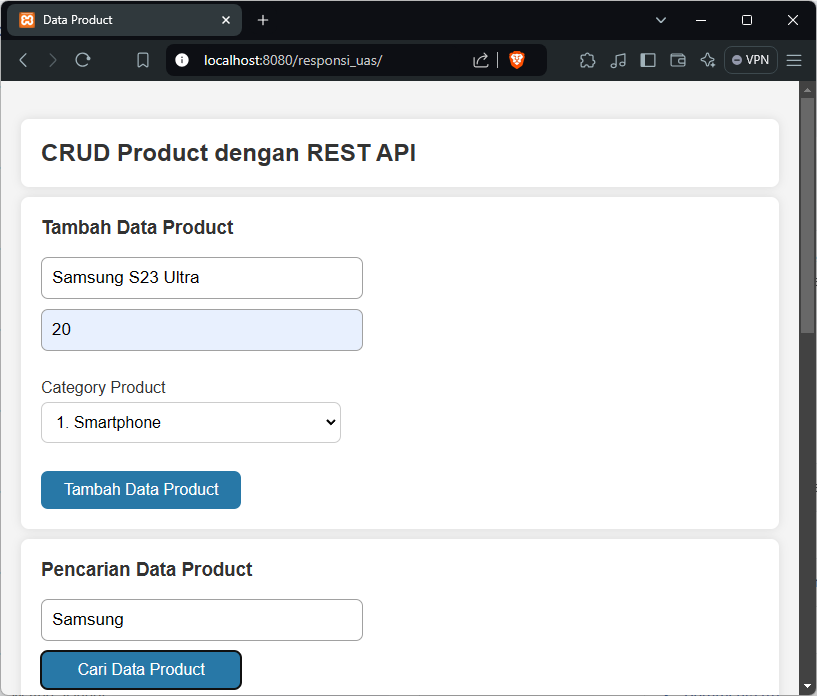 Data Product
localhost:8080/responsi_uas/
VPN
CRUD Product dengan REST API
Tambah Data Product
Samsung S23 Ultra
20
Category Product
1. Smartphone
Tambah Data Product
Pencarian Data Product
Samsung
Cari Data Product